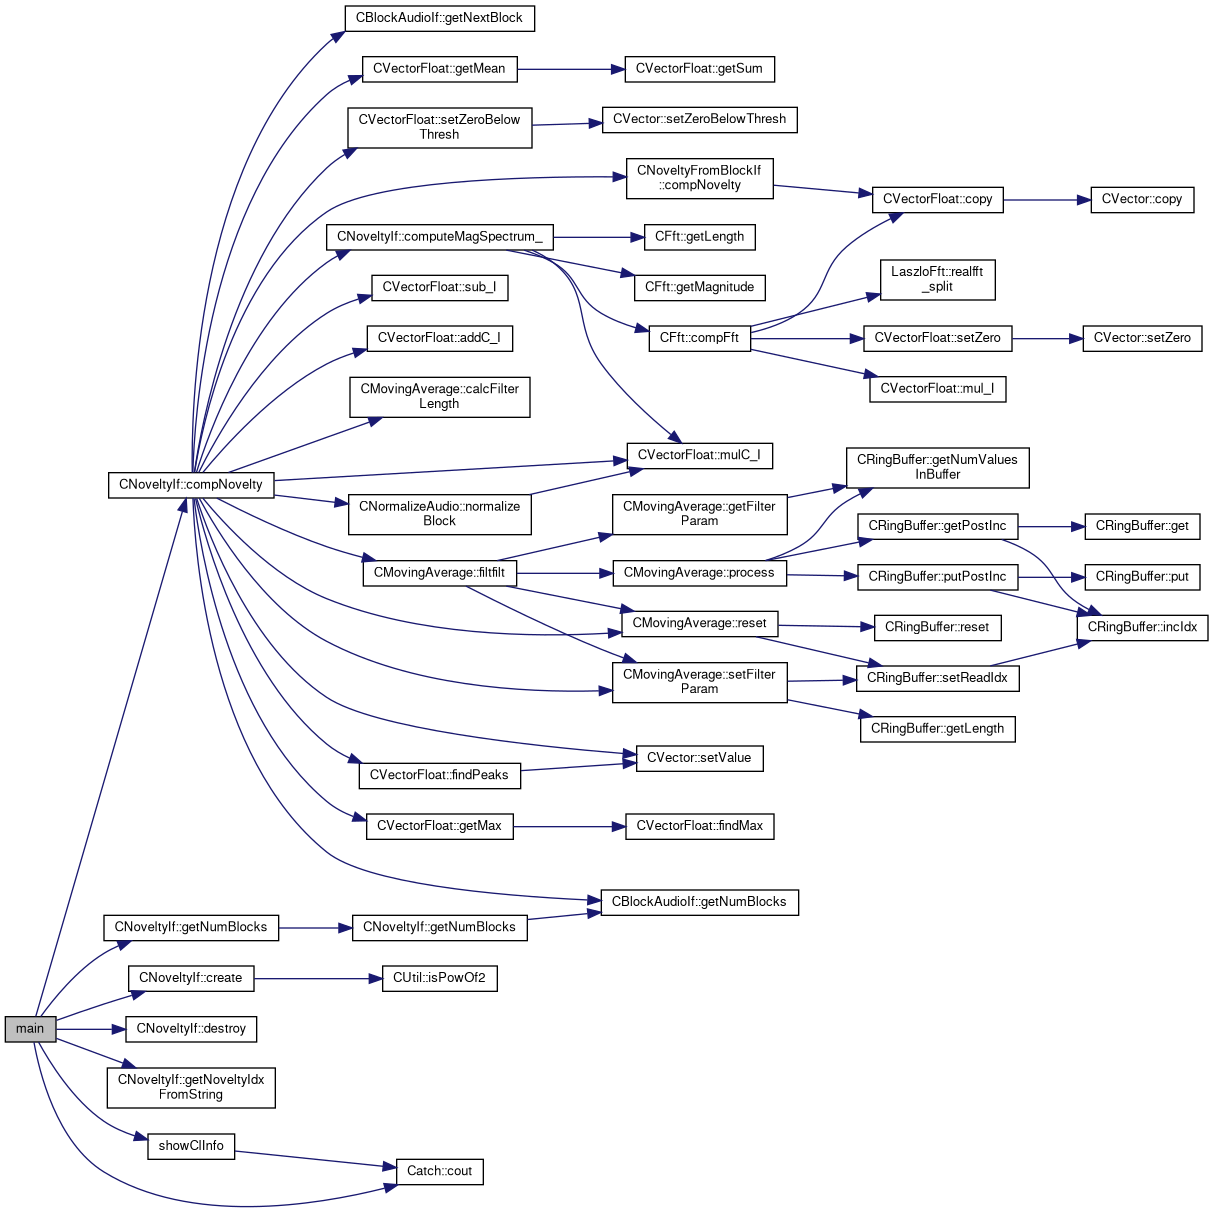 CBlockAudioIf::getNextBlock
CVectorFloat::getMean
CVectorFloat::getSum
CVectorFloat::setZeroBelow
Thresh
CVector::setZeroBelowThresh
CNoveltyFromBlockIf
::compNovelty
CVectorFloat::copy
CVector::copy
CNoveltyIf::computeMagSpectrum_
CFft::getLength
CFft::getMagnitude
LaszloFft::realfft
_split
CVectorFloat::sub_I
CFft::compFft
CVectorFloat::setZero
CVector::setZero
CVectorFloat::addC_I
CVectorFloat::mul_I
CMovingAverage::calcFilter
Length
CVectorFloat::mulC_I
CNoveltyIf::compNovelty
CNormalizeAudio::normalize
Block
CRingBuffer::getNumValues
InBuffer
CMovingAverage::getFilter
Param
CRingBuffer::getPostInc
CRingBuffer::get
CMovingAverage::filtfilt
CMovingAverage::process
CRingBuffer::putPostInc
CRingBuffer::put
CMovingAverage::reset
CRingBuffer::reset
CRingBuffer::incIdx
CMovingAverage::setFilter
Param
CRingBuffer::setReadIdx
CRingBuffer::getLength
CVector::setValue
CVectorFloat::findPeaks
CVectorFloat::getMax
CVectorFloat::findMax
CBlockAudioIf::getNumBlocks
CNoveltyIf::getNumBlocks
CNoveltyIf::getNumBlocks
CNoveltyIf::create
CUtil::isPowOf2
main
CNoveltyIf::destroy
CNoveltyIf::getNoveltyIdx
FromString
showClInfo
Catch::cout